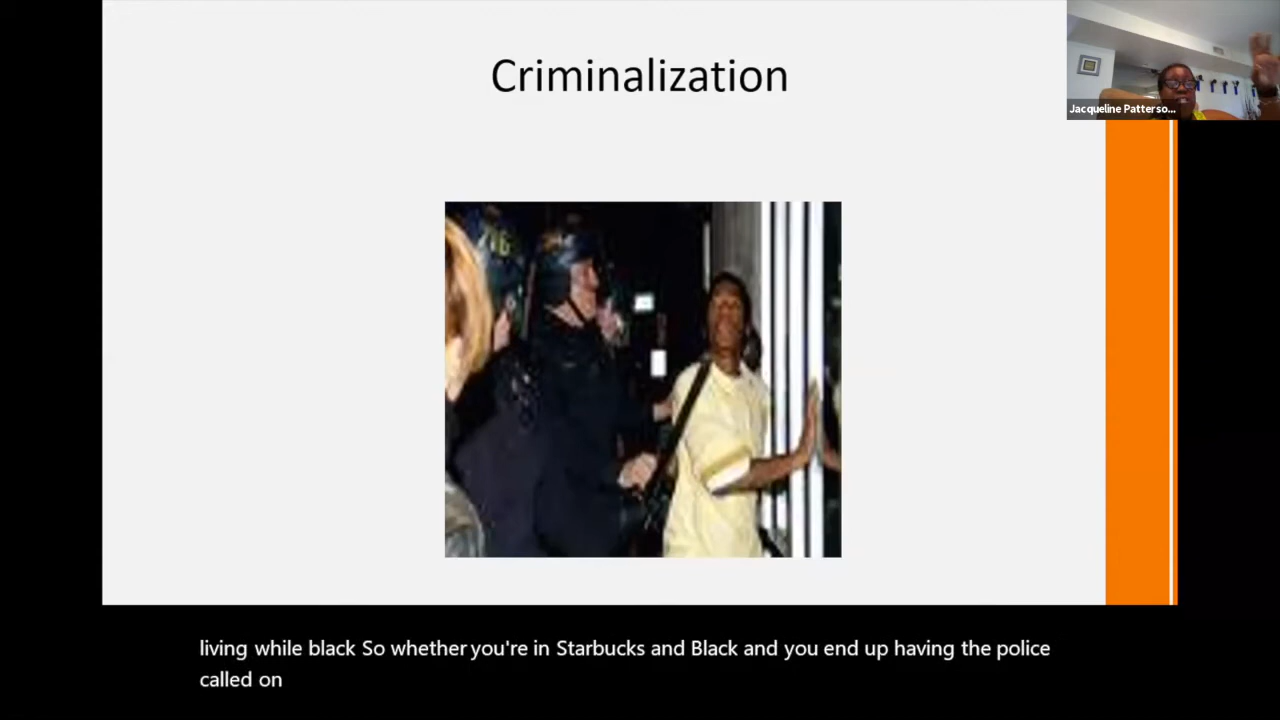 Criminalization
Jacqueline Patterso...
living while black So whether you're in Starbucks and Black and you end up having the police
called on